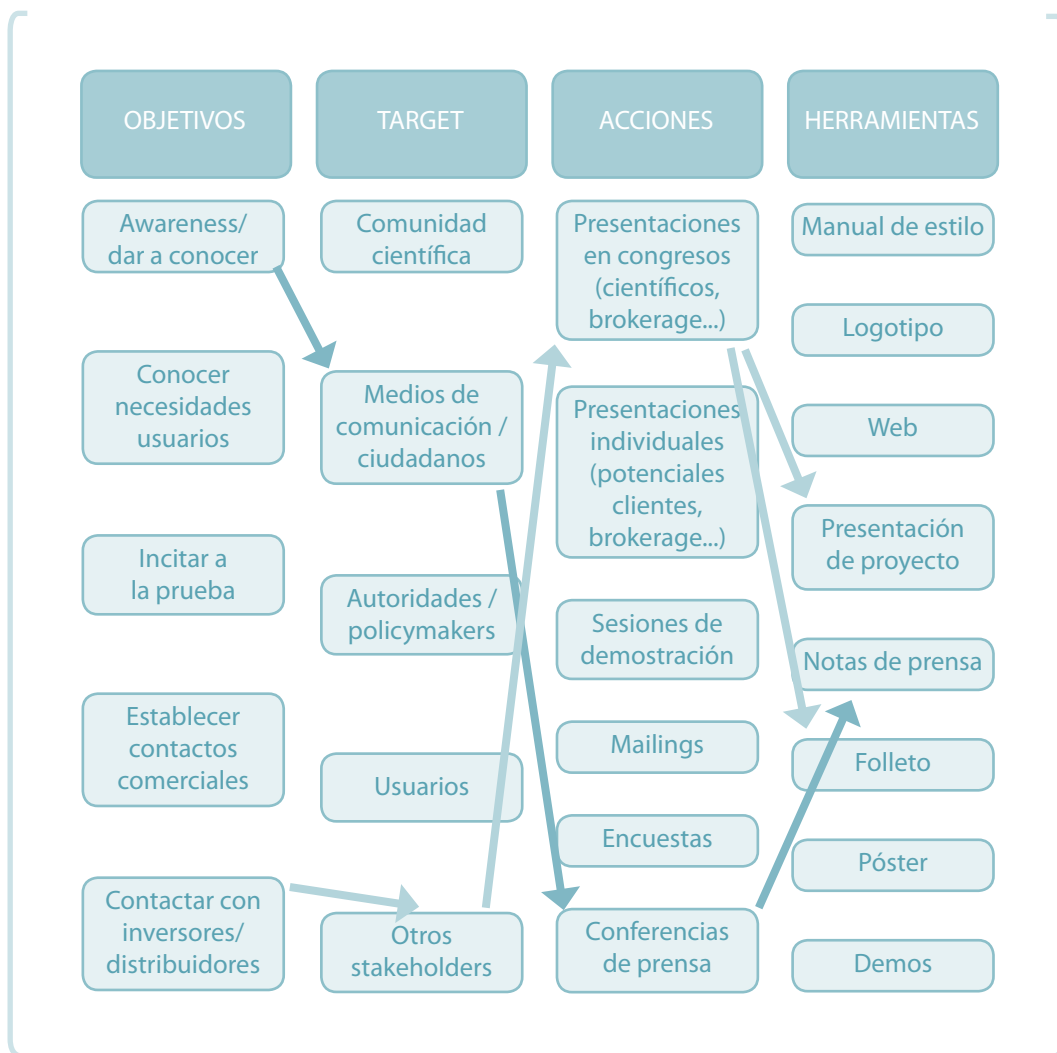 OBJETIVOS
Awareness/
dar a conocer
Conocer
necesidades
usuarios
Incitar a
la prueba
Establecer
contactos
comerciales
Contactar con
inversores/
distribuidores
TARGET
Comunidad
científica
Medios de
comunicación /
ciudadanos
Autoridades /
policymakers
Usuarios
Otros
stakeholders
ACCIONES
Presentaciones
en congresos
(científicos,
brokerage...)
Presentaciones
individuales
(potenciales
clientes,
brokerage...)
Sesiones de
demostración
Mailings
Encuestas
Conferencias
de prensa
HERRAMIENTAS
Manual de estilo
Logotipo
Web
Presentación
de proyecto
Notas de prensa
Folleto
Póster
Demos